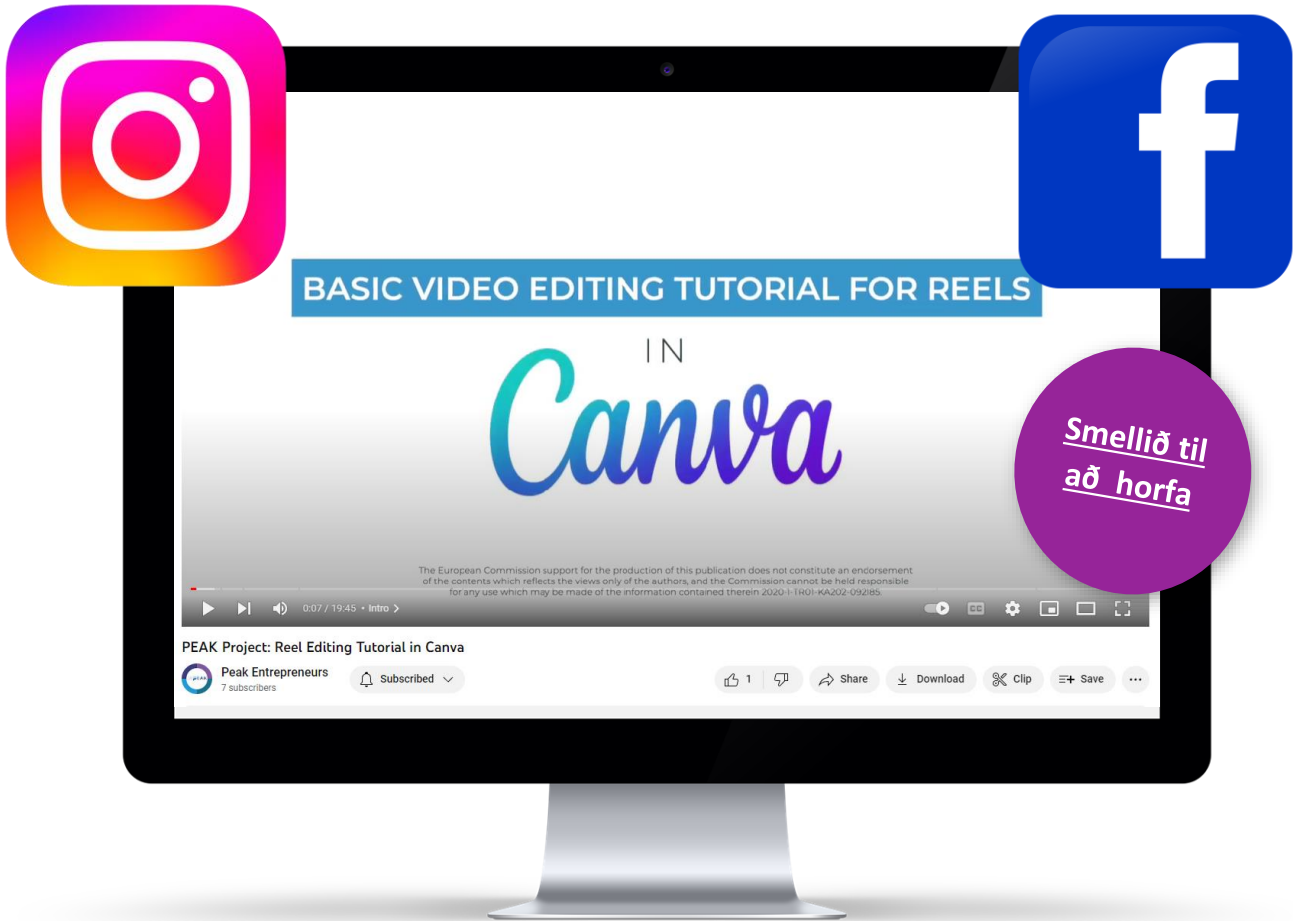 BASIC VIDEO EDITING TUTORIAL FOR REELS
IN
Canva
Smellið til
að horfa
The European Commission support for the production of this publication does not constitute an endorsement
of the contents which reflects the views only of the authors, and the Commission cannot be held responsible
for any use which may be made of the information contained therein 2020-1-TR01-KA202-092185.
0:07 / 19:45 • Intro >
CC
PEAK Project: Reel Editing Tutorial in Canva
PEAK
Peak Entrepreneurs
7 subscribers
Subscribed
1
Share
Download
Clip
Save